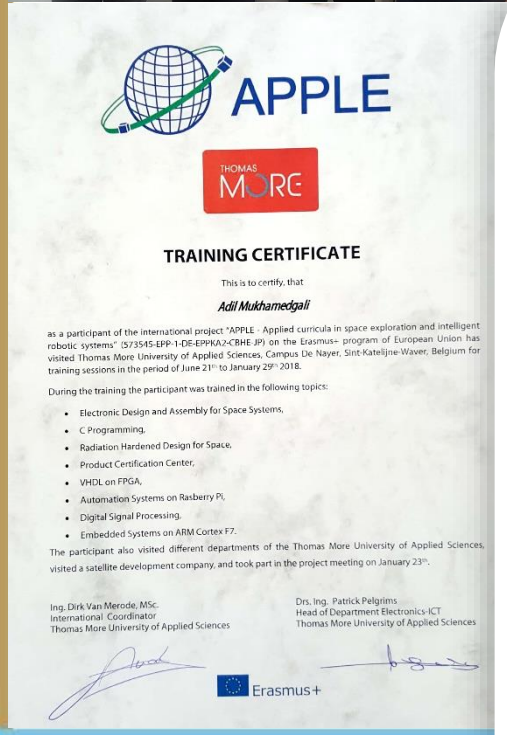 APPLE
THOMAS
MORE
TRAINING CERTIFICATE
This is to certify, that
Adil Mukhamedgali
as a participant of the international project "APPLE - Applied curricula in space exploration and intelligent
robotic systems" (573545-EPP-1-DE-EPPKA2-CBHE-JP) on the Erasmus+ program of European Union has
visited Thomas More University of Applied Sciences, Campus De Nayer, Sint-Katelijne-Waver, Belgium for
training sessions in the period of June 21th to January 29th 2018.
During the training the participant was trained in the following topics:
• Electronic Design and Assembly for Space Systems,
• C Programming,
• Radiation Hardened Design for Space,
• Product Certification Center,
• VHDL on FPGA,
• Automation Systems on Rasberry Pi,
• Digital Signal Processing,
• Embedded Systems on ARM Cortex F7.
The participant also visited different departments of the Thomas More University of Applied Sciences,
visited a satellite development company, and took part in the project meeting on January 23th.
Ing. Dirk Van Merode, MSc.
International Coordinator
Thomas More University of Applied Sciences
Drs. Ing. Patrick Pelgrims
Head of Department Electronics-ICT
Thomas More University of Applied Sciences
Erasmus+